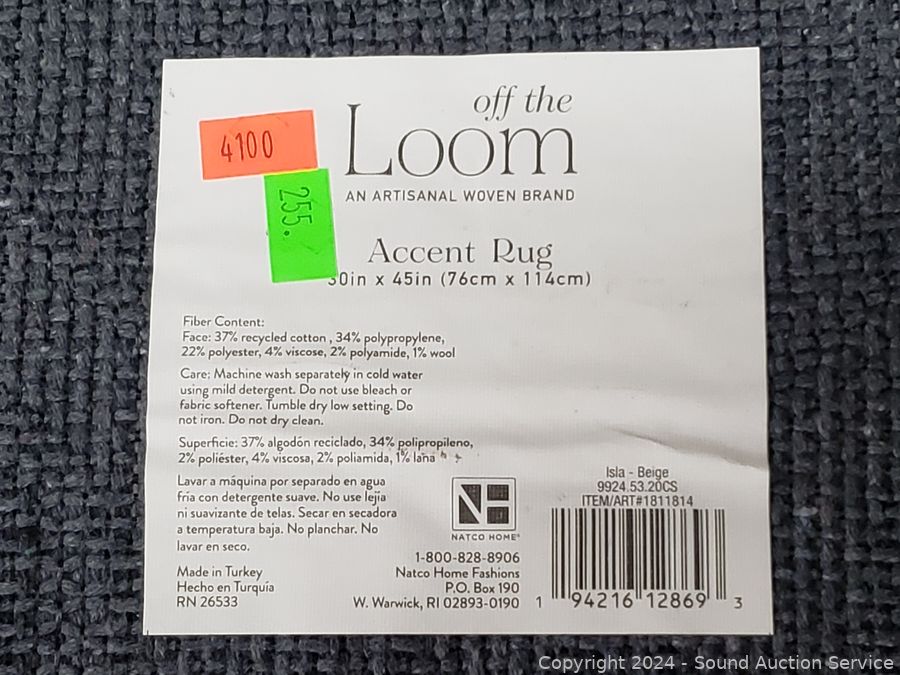 4100
255.
off the
Loom
AN ARTISANAL WOVEN BRAND
Accent Rug
30in x 45in (76cm x 114cm)
Fiber Content:
Face: 37% recycled cotton , 34% polypropylene,
22% polyester, 4% viscose, 2% polyamide, 1% wool
Care: Machine wash separately in cold water
using mild detergent. Do not use bleach or
fabric softener. Tumble dry low setting. Do
not iron. Do not dry clean.
Superficie: 37% algodón reciclado, 34% polipropileno,
2% poliéster, 4% viscosa, 2% poliamida, 1% lana
Lavar a máquina por separado en agua
fría con detergente suave. No use lejía
ni suavizante de telas. Secar en secadora
a temperatura baja. No planchar. No
lavar en seco.
Made in Turkey
Hecho en Turquía
RN 26533
NATCO HOME®
1-800-828-8906
Natco Home Fashions
P.O. Box 190
W. Warwick, RI 02893-0190
Isla - Beige
9924.53.20CS
ITEM/ART#1811814
1 94216 12869 3
Copyright 2024 - Sound Auction Service